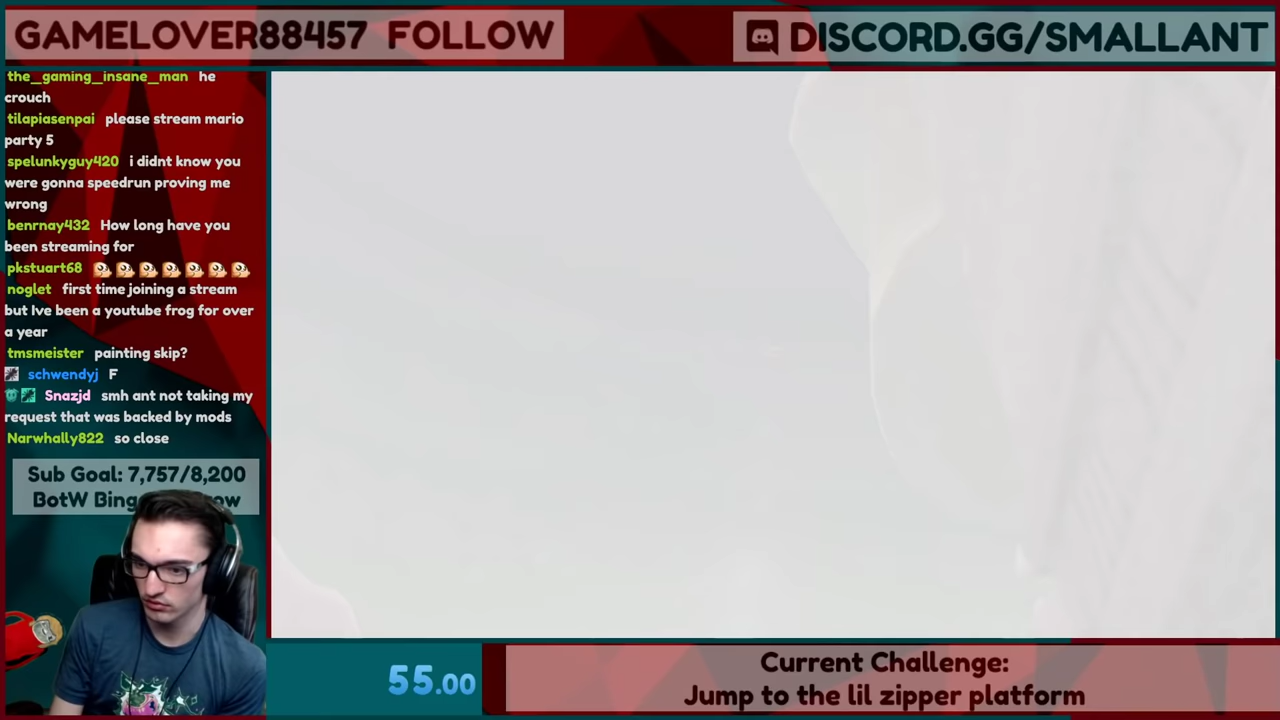 GAMELOVER88457 FOLLOW
DISCORD.GG/SMALLANT
the_gaming_insane_man he
crouch
tilapiasenpai please stream mario
party 5
spelunkyguy420 i didnt know you
were gonna speedrun proving me
wrong
benrnay432 How long have you
been streaming for
pkstuart68
noglet first time joining a stream
but Ive been a youtube frog for over
a year
tmsmeister painting skip?
schwendyj F
Snazjd smh ant not taking my
request that was backed by mods
Narwhally822 so close
Sub Goal: 7,757/8,200
BotW
55.00
Current Challenge:
Jump to the lil zipper platform